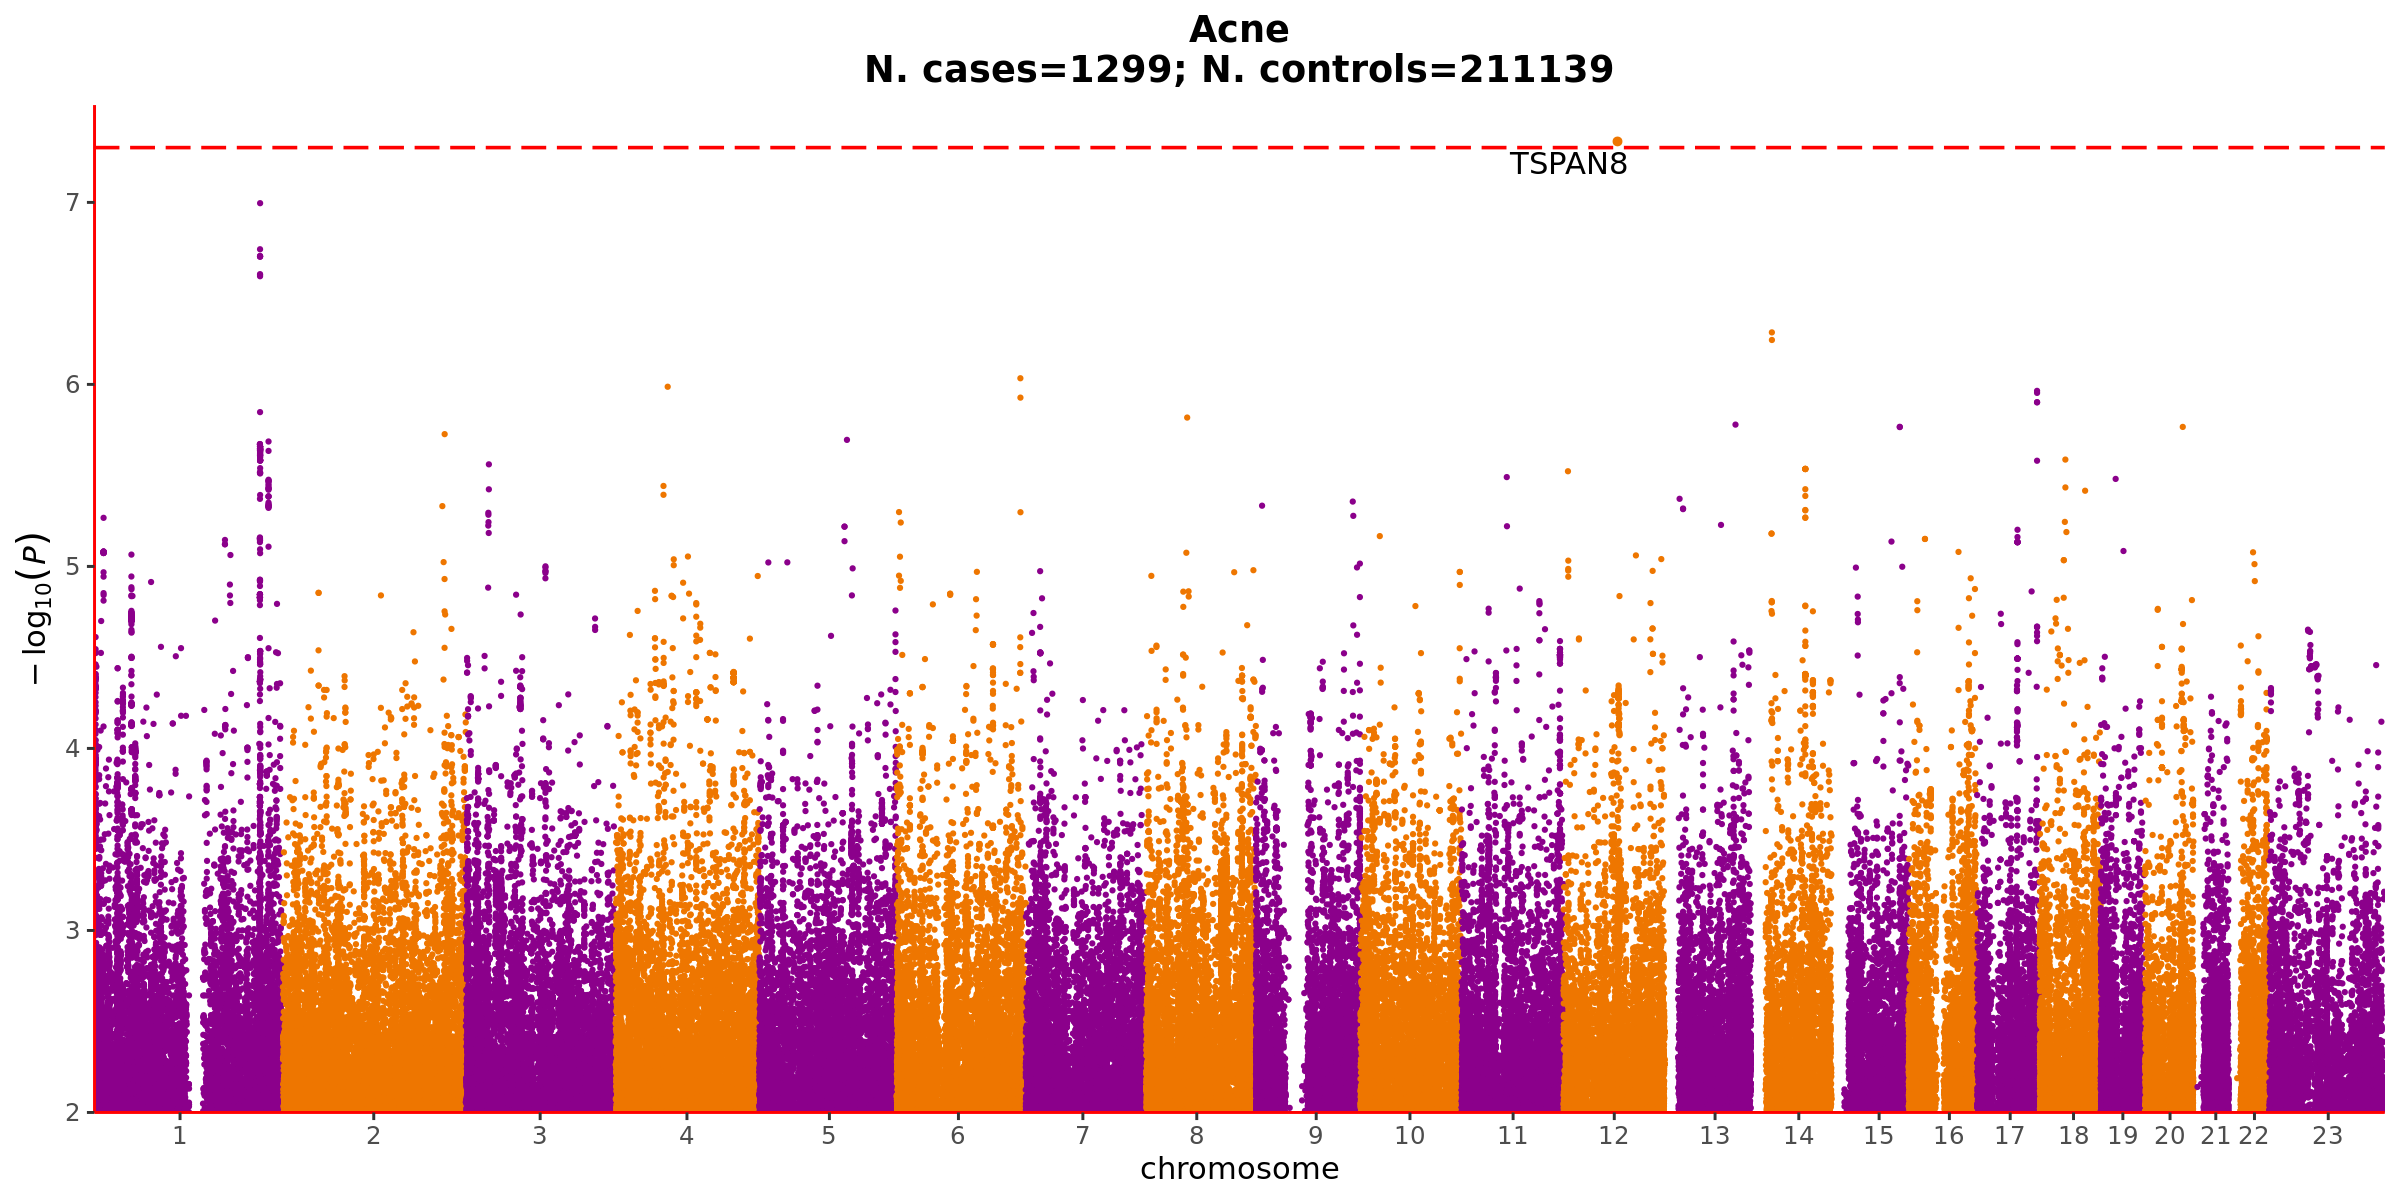 Acne
N. cases=1299; N. controls=211139
TSPAN8
7
6
5
4
3
2
−log10(P)
1 2 3 4 5 6 7 8 9 10 11 12 13 14 15 16 17 18 19 20 21 22 23
chromosome